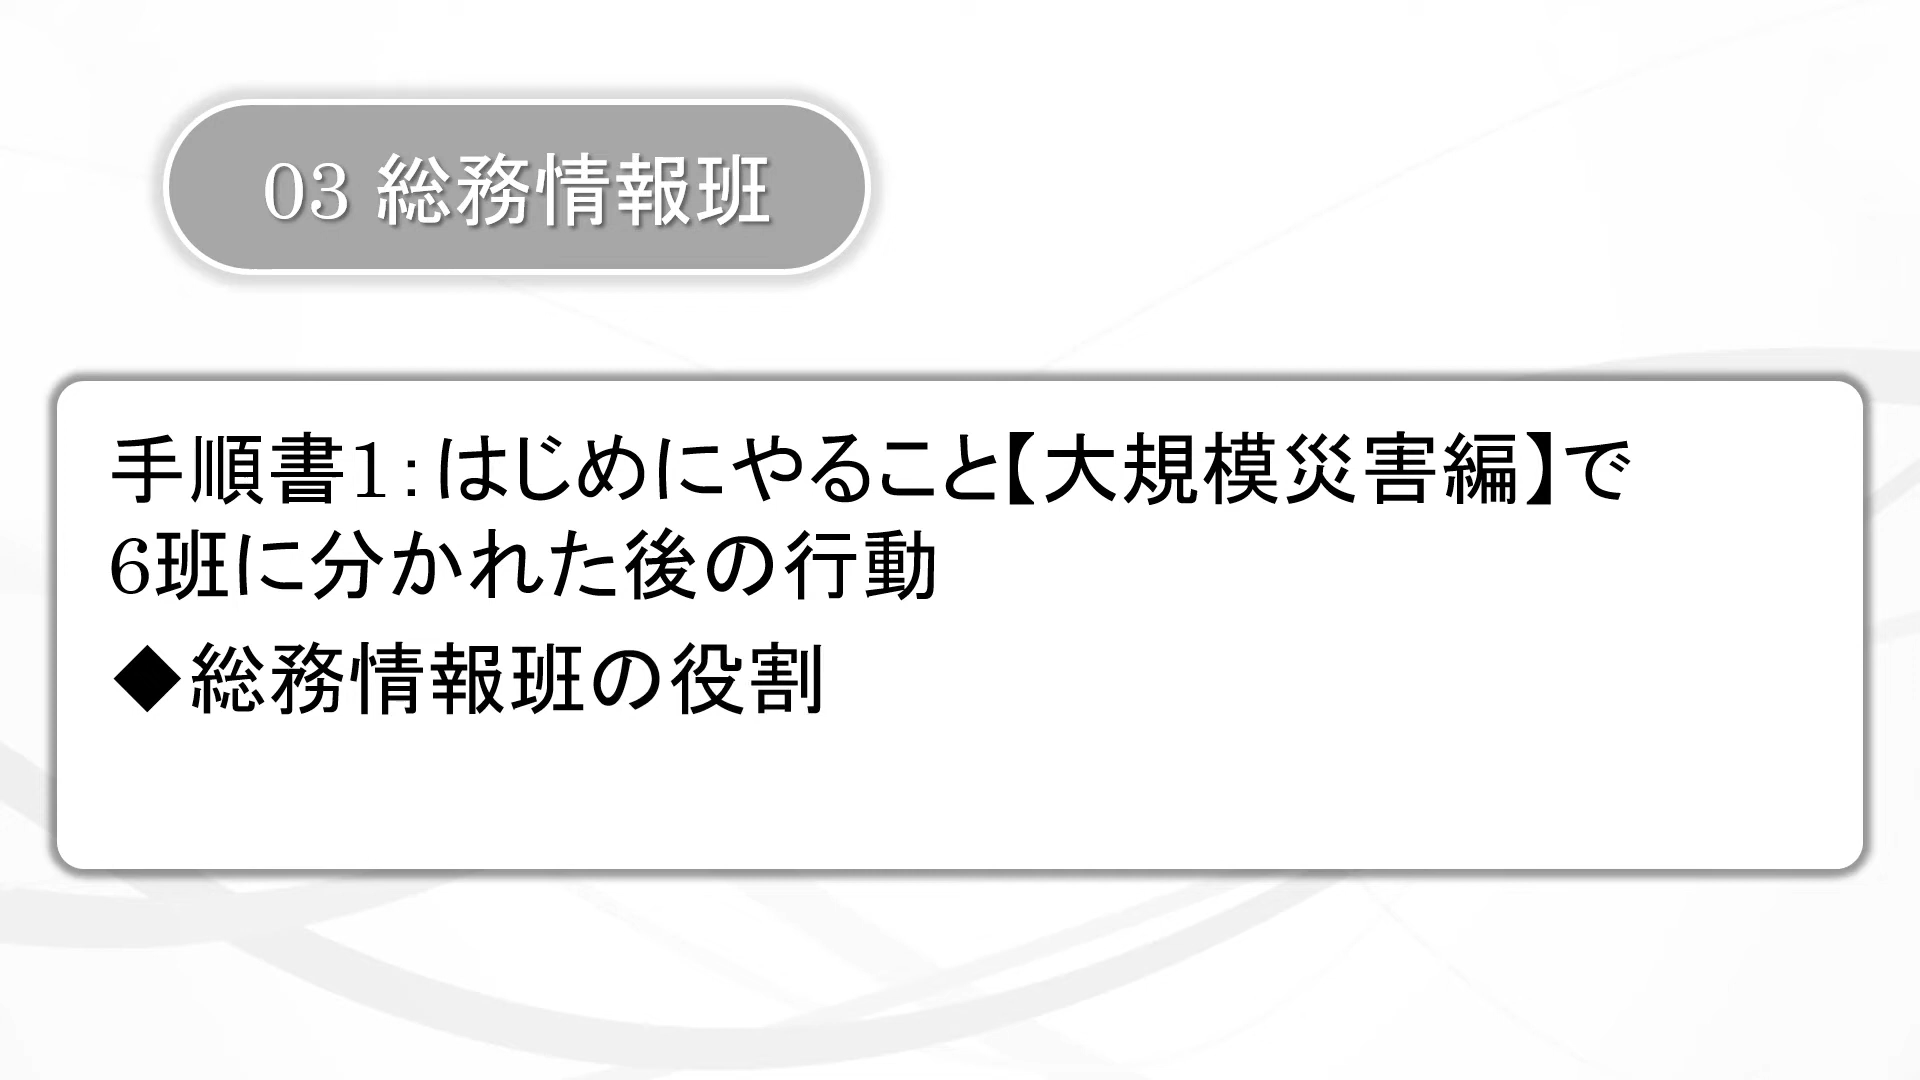 03 総務情報班
手順書1：はじめにやること【大規模災害編】で
6班に分かれた後の行動
◆総務情報班の役割